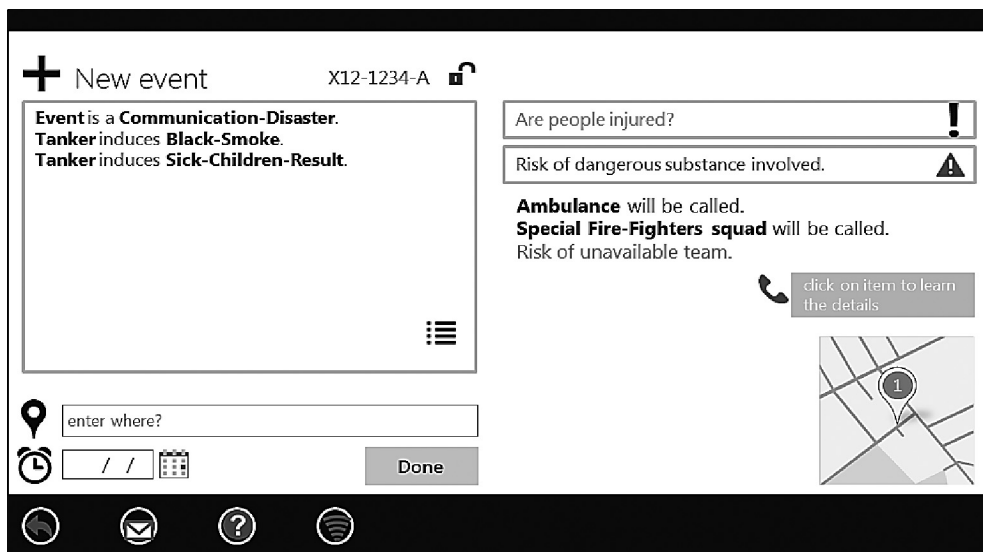 New event
X12-1234-A
Event is a Communication-Disaster.
Tanker induces Black-Smoke.
Tanker induces Sick-Children-Result.
enter where?
/ /
Done
Are people injured?
Risk of dangerous substance involved.
Ambulance will be called.
Special Fire-Fighters squad will be called.
Risk of unavailable team.
click on item to learn
the details
1